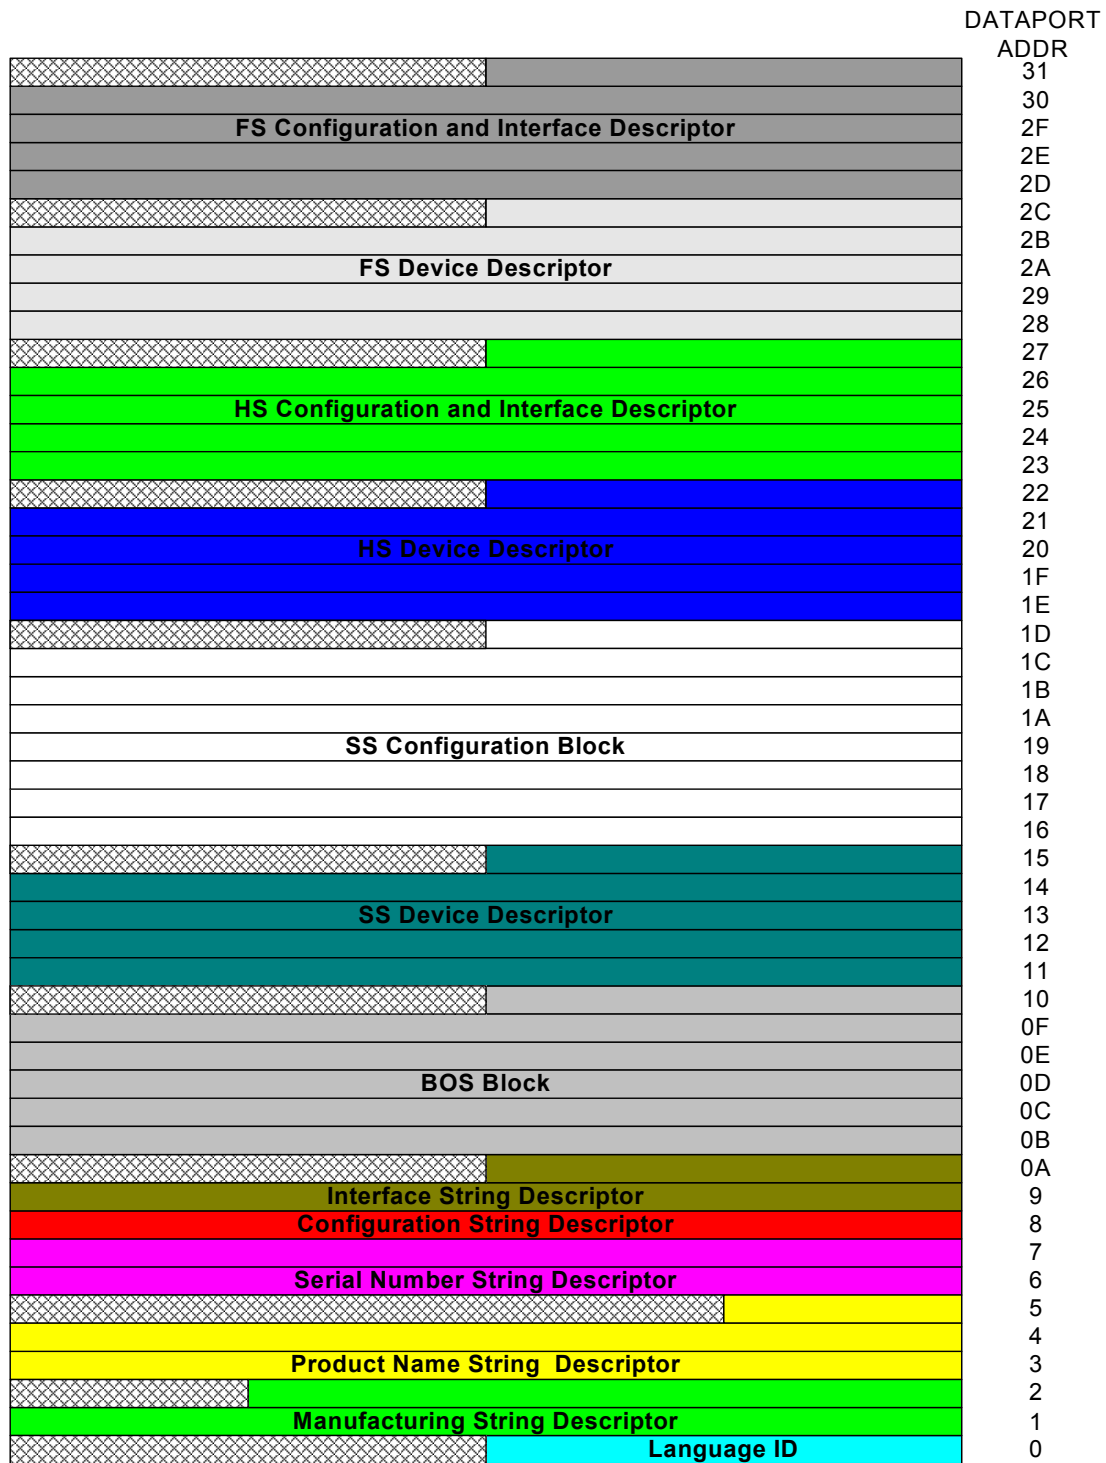 DATAPORT
ADDR
31
30
FS Configuration and Interface Descriptor 2F
2E
2D
2C
2B
FS Device Descriptor 2A
29
28
27
26
HS Configuration and Interface Descriptor 25
24
23
22
21
HS Device Descriptor 20
1F
1E
1D
1C
1B
1A
SS Configuration Block 19
18
17
16
15
14
SS Device Descriptor 13
12
11
10
0F
0E
BOS Block 0D
0C
0B
0A
Interface String Descriptor 9
Configuration String Descriptor 8
7
Serial Number String Descriptor 6
5
4
Product Name String Descriptor 3
2
Manufacturing String Descriptor 1
Language ID 0